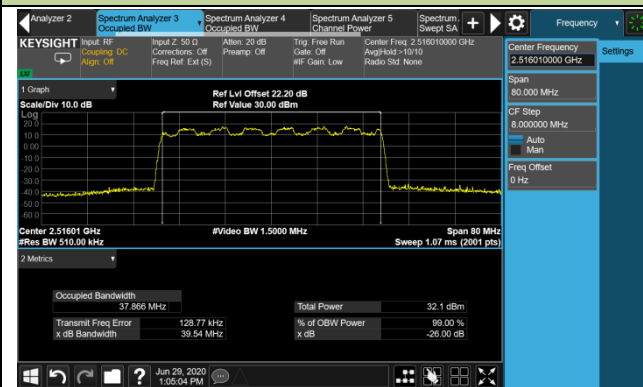 Analyzer 2
Spectrum Analyzer 3
Occupied BW
Spectrum Analyzer 4
Occupied BW
Spectrum Analyzer 5
Channel Power
Spectrum
Swept SA
Frequency
KEYSIGHT
Input: RF
Coupling: DC
Align: Off
Input Z: 50 Ω
Corrections: Off
Freq Ref: Ext (S)
Atten: 20 dB
Preamp: Off
Trig: Free Run
Gate: Off
#IF Gain: Low
Center Freq: 2.516010000 GHz
Avg|Hold:>10/10
Radio Std: None
Center Frequency
2.516010000 GHz
Settings
Span
80.000 MHz
CF Step
8.000000 MHz
Auto
Man
Freq Offset
0 Hz
1 Graph
Scale/Div 10.0 dB
Ref Lvl Offset 22.20 dB
Ref Value 30.00 dBm
Log
20.0
10.0
0.00
-10.0
-20.0
-30.0
-40.0
-50.0
-60.0
Center 2.51601 GHz
#Res BW 510.00 kHz
#Video BW 1.5000 MHz
Span 80 MHz
Sweep 1.07 ms (2001 pts)
2 Metrics
Occupied Bandwidth
37.866 MHz
Total Power 32.1 dBm
Transmit Freq Error 128.77 kHz
% of OBW Power 99.00 %
x dB Bandwidth 39.54 MHz
x dB -26.00 dB
Jun 29, 2020
1:05:04 PM